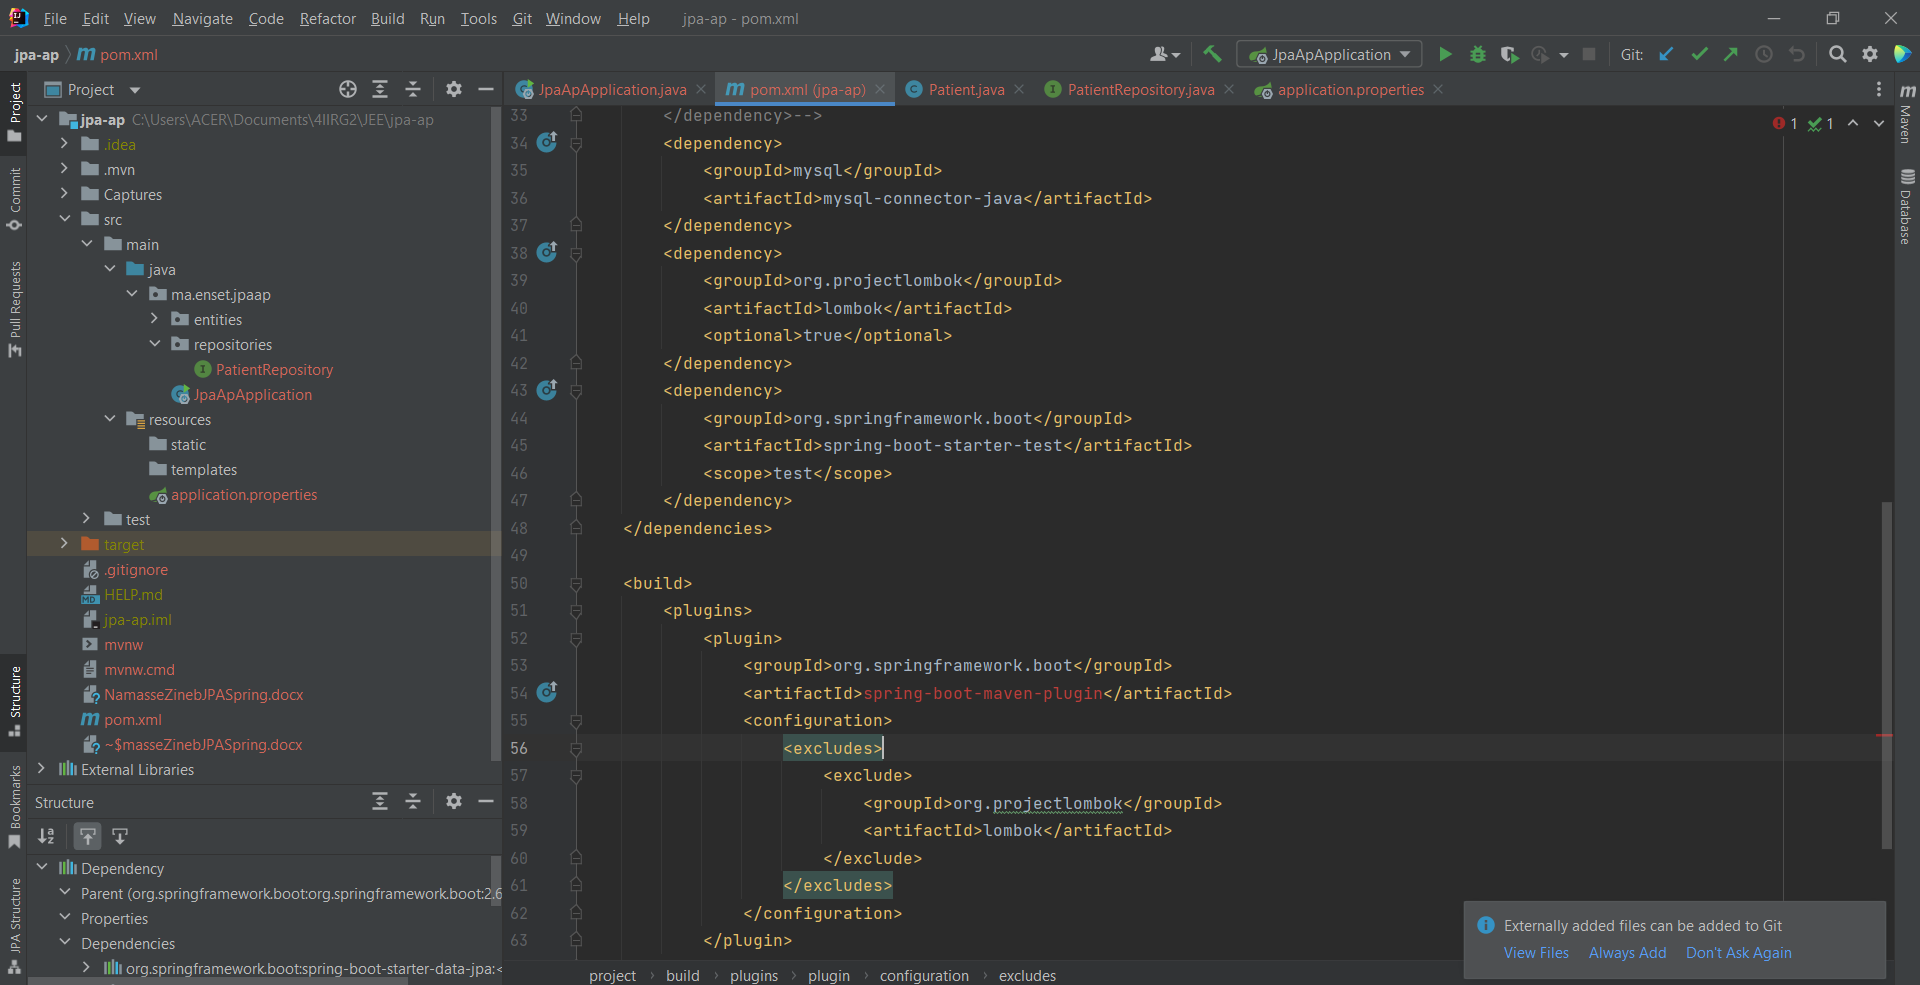 File Edit View Navigate Code Refactor Build Run Tools Git Window Help jpa-ap - pom.xml
jpa-ap m pom.xml
JpaApApplication Git:
Project
JpaApApplication.java m pom.xml (jpa-ap) Patient.java PatientRepository.java application.properties
Project
Commit
Pull Requests
Structure
Bookmarks
JPA Structure
jpa-ap C:\Users\ACER\Documents\4IIRG2\JEE\jpa-ap
.idea
.mvn
Captures
src
main
java
ma.enset.jpaap
entities
repositories
PatientRepository
JpaApApplication
resources
static
templates
application.properties
test
target
.gitignore
HELP.md
jpa-ap.iml
mvnw
mvnw.cmd
NamasseZinebJPASpring.docx
pom.xml
~$masseZinebJPASpring.docx
External Libraries
Structure
Dependency
Parent (org.springframework.boot:org.springframework.boot:2.6
Properties
Dependencies
org.springframework.boot:spring-boot-starter-data-jpa:<
33 </dependency>-->
34 <dependency>
35 <groupId>mysql</groupId>
36 <artifactId>mysql-connector-java</artifactId>
37 </dependency>
38 <dependency>
39 <groupId>org.projectlombok</groupId>
40 <artifactId>lombok</artifactId>
41 <optional>true</optional>
42 </dependency>
43 <dependency>
44 <groupId>org.springframework.boot</groupId>
45 <artifactId>spring-boot-starter-test</artifactId>
46 <scope>test</scope>
47 </dependency>
48 </dependencies>
49
50 <build>
51 <plugins>
52 <plugin>
53 <groupId>org.springframework.boot</groupId>
54 <artifactId>spring-boot-maven-plugin</artifactId>
55 <configuration>
56 <excludes>
57 <exclude>
58 <groupId>org.projectlombok</groupId>
59 <artifactId>lombok</artifactId>
60 </exclude>
61 </excludes>
62 </configuration>
63 </plugin>
project › build › plugins › plugin › configuration › excludes
1 1
m Maven
Database
Externally added files can be added to Git
View Files Always Add Don't Ask Again